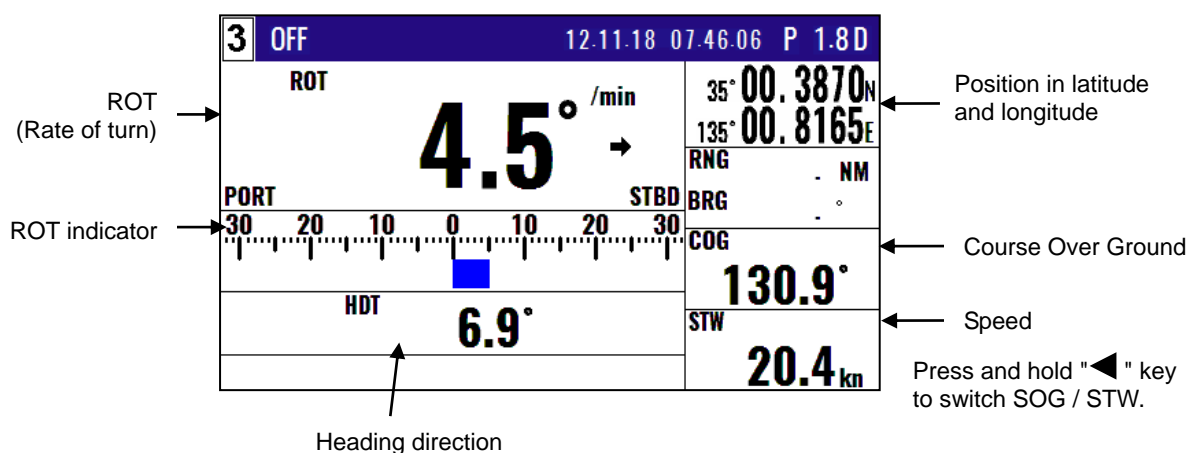 3 OFF 12-11-18 07.46.06 P 1.8D
ROT
4.5° /min
→
PORT STBD
30 20 10 0 10 20 30
HDT 6.9°
35° 00. 3870N
135° 00. 8165E
RNG . NM
BRG . °
COG
130.9°
STW
20.4 kn
ROT
(Rate of turn)
ROT indicator
Heading direction
Position in latitude
and longitude
Course Over Ground
Speed
Press and hold "◀ " key
to switch SOG / STW.